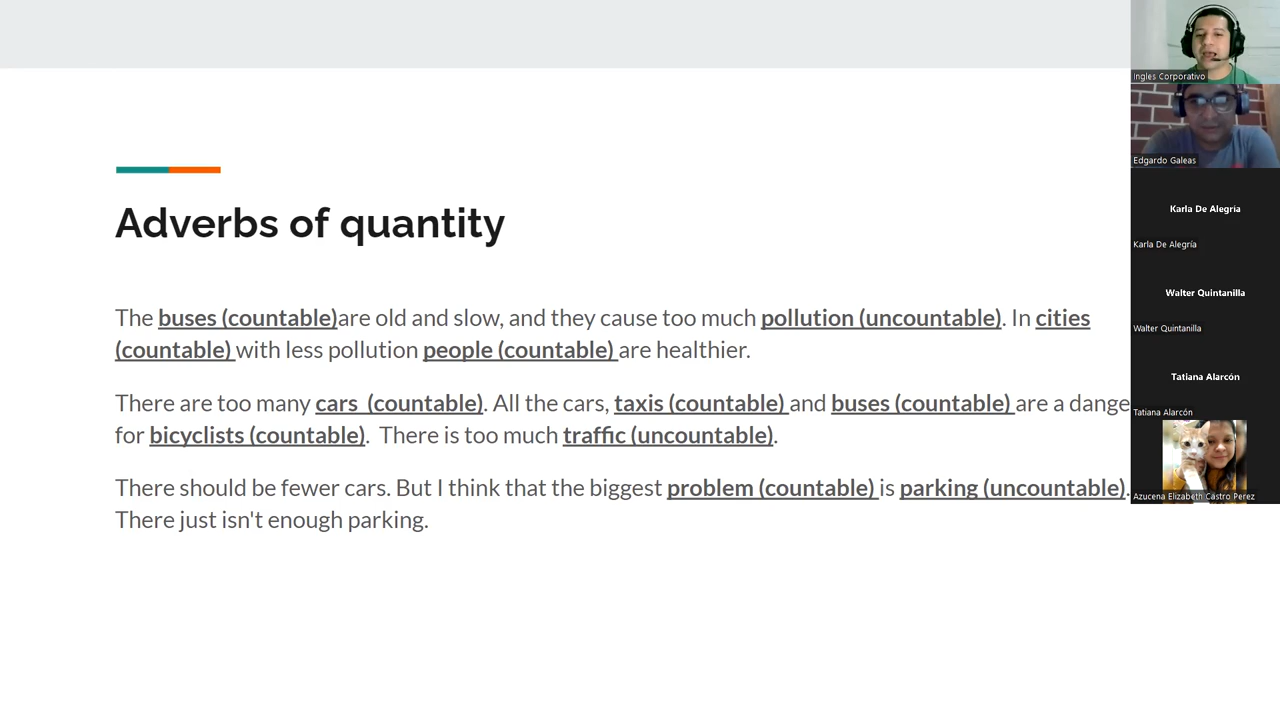 Adverbs of quantity
The buses (countable)are old and slow, and they cause too much pollution (uncountable). In cities
(countable) with less pollution people (countable) are healthier.
There are too many cars  (countable). All the cars, taxis (countable) and buses (countable) are a dange
for bicyclists (countable).  There is too much traffic (uncountable).
There should be fewer cars. But I think that the biggest problem (countable) is parking (uncountable).
There just isn't enough parking.
Ingles Corporativo
Edgardo Galeas
Karla De Alegría
Karla De Alegría
Walter Quintanilla
Walter Quintanilla
Tatiana Alarcón
Tatiana Alarcón
Azucena Elizabeth Castro Perez